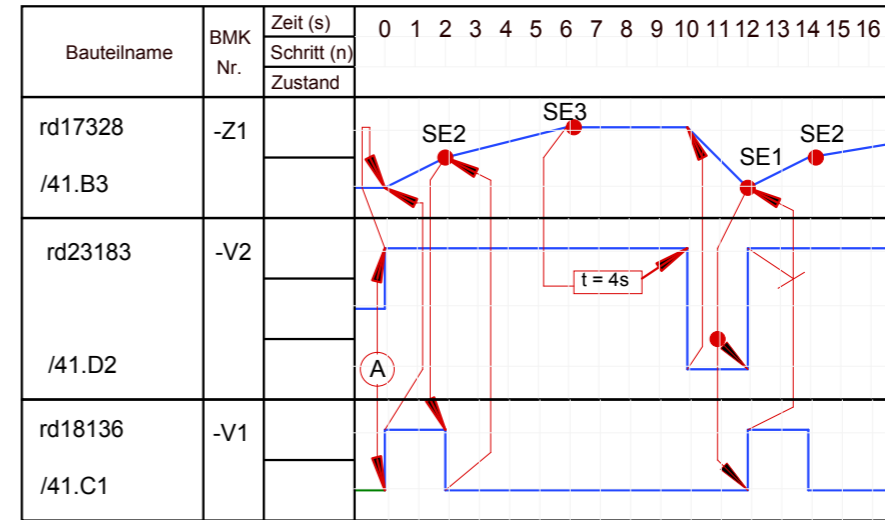 Bauteilname
BMK
Nr.
Zeit (s)
Schritt (n)
Zustand
0 1 2 3 4 5 6 7 8 9 10 11 12 13 14 15 16
rd17328
-Z1
/41.B3
SE2
SE3
SE1
SE2
rd23183
-V2
t = 4s
/41.D2
A
rd18136
-V1
/41.C1